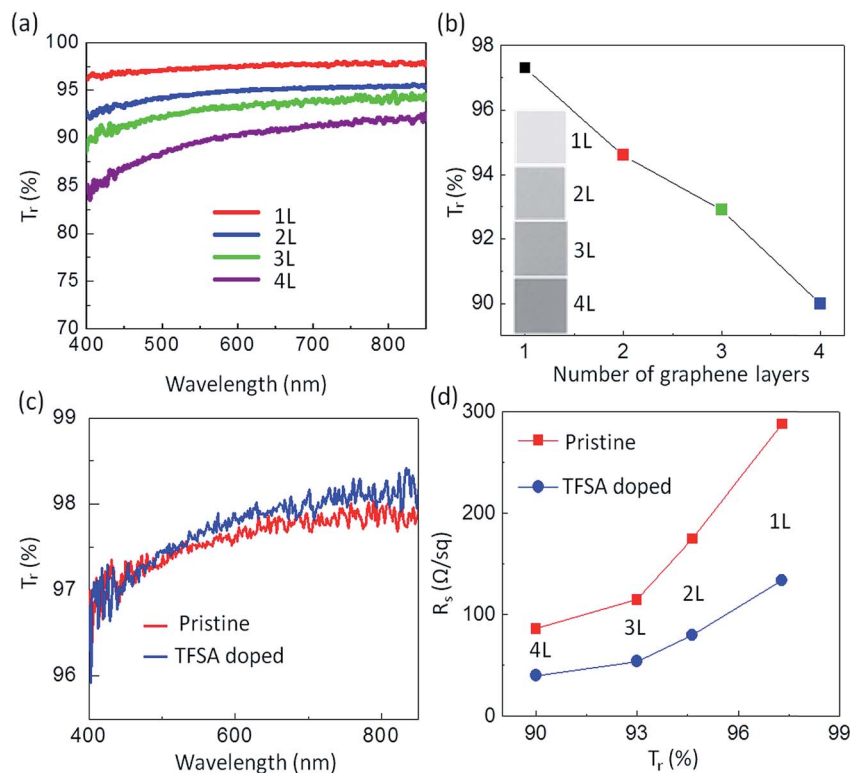 (a)
100
95
90
85
80
75
70
Tr (%)
1L
2L
3L
4L
400 500 600 700 800
Wavelength (nm)
(b)
98
96
94
92
90
Tr (%)
1L
2L
3L
4L
1 2 3 4
Number of graphene layers
(c)
99
98
97
96
Tr (%)
Pristine
TFSA doped
400 600 800
Wavelength (nm)
(d)
300
200
100
0
Rs (Ω/sq)
Pristine
TFSA doped
1L
2L
3L
4L
90 93 96 99
Tr (%)